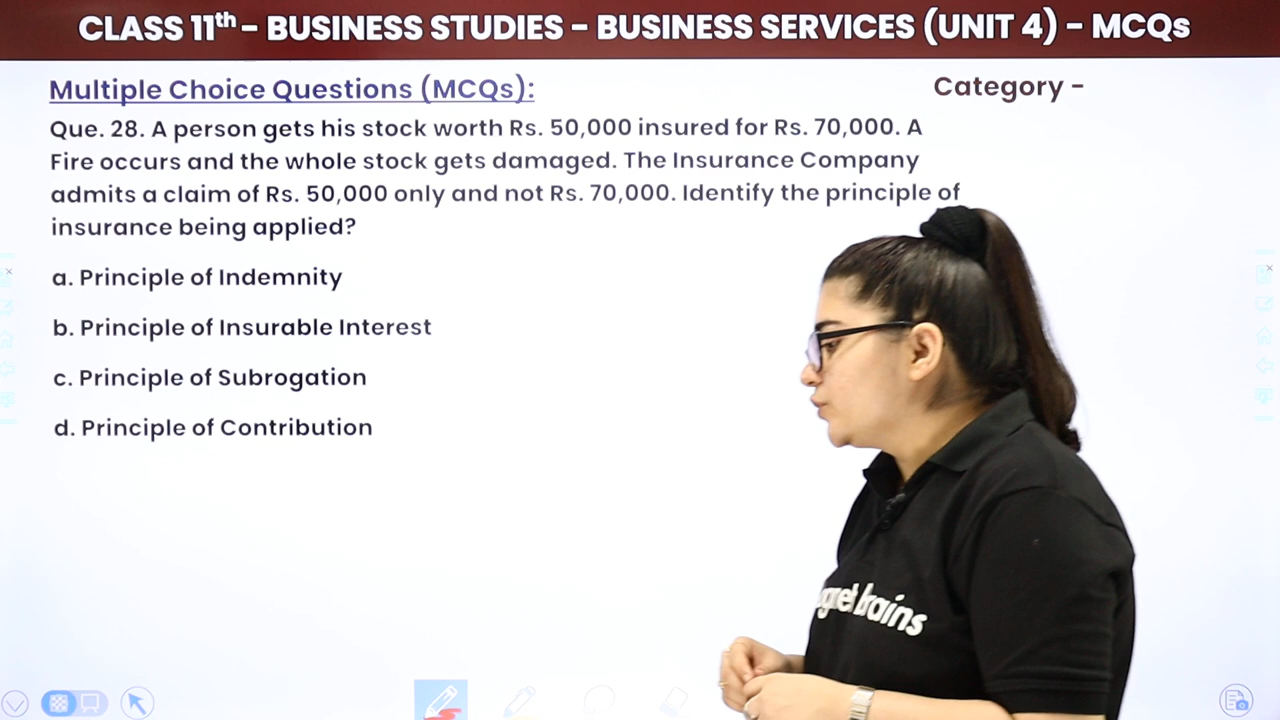 CLASS 11th - BUSINESS STUDIES - BUSINESS SERVICES (UNIT 4) - MCQs
Multiple Choice Questions (MCQs):
Category -
Que. 28. A person gets his stock worth Rs. 50,000 insured for Rs. 70,000. A
Fire occurs and the whole stock gets damaged. The Insurance Company
admits a claim of Rs. 50,000 only and not Rs. 70,000. Identify the principle of
insurance being applied?
a. Principle of Indemnity
b. Principle of Insurable Interest
c. Principle of Subrogation
d. Principle of Contribution
brains